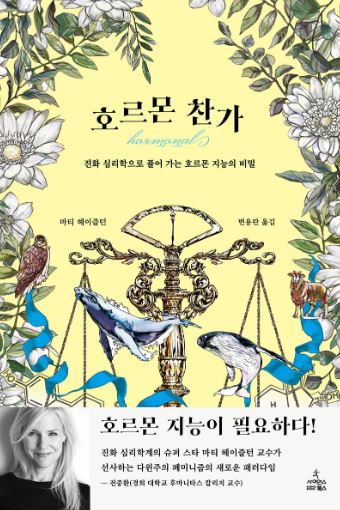 호르몬 찬가
hormonal
진화 심리학으로 풀어 가는 호르몬 지능의 비밀
마티 헤이즐턴
변용란 옮김
호르몬 지능이 필요하다!
진화 심리학계의 슈퍼 스타 마티 헤이즐턴 교수가
선사하는 다윈주의 페미니즘의 새로운 패러다임
— 전중환(경희 대학교 후마니타스 칼리지 교수)
사이언스
북스